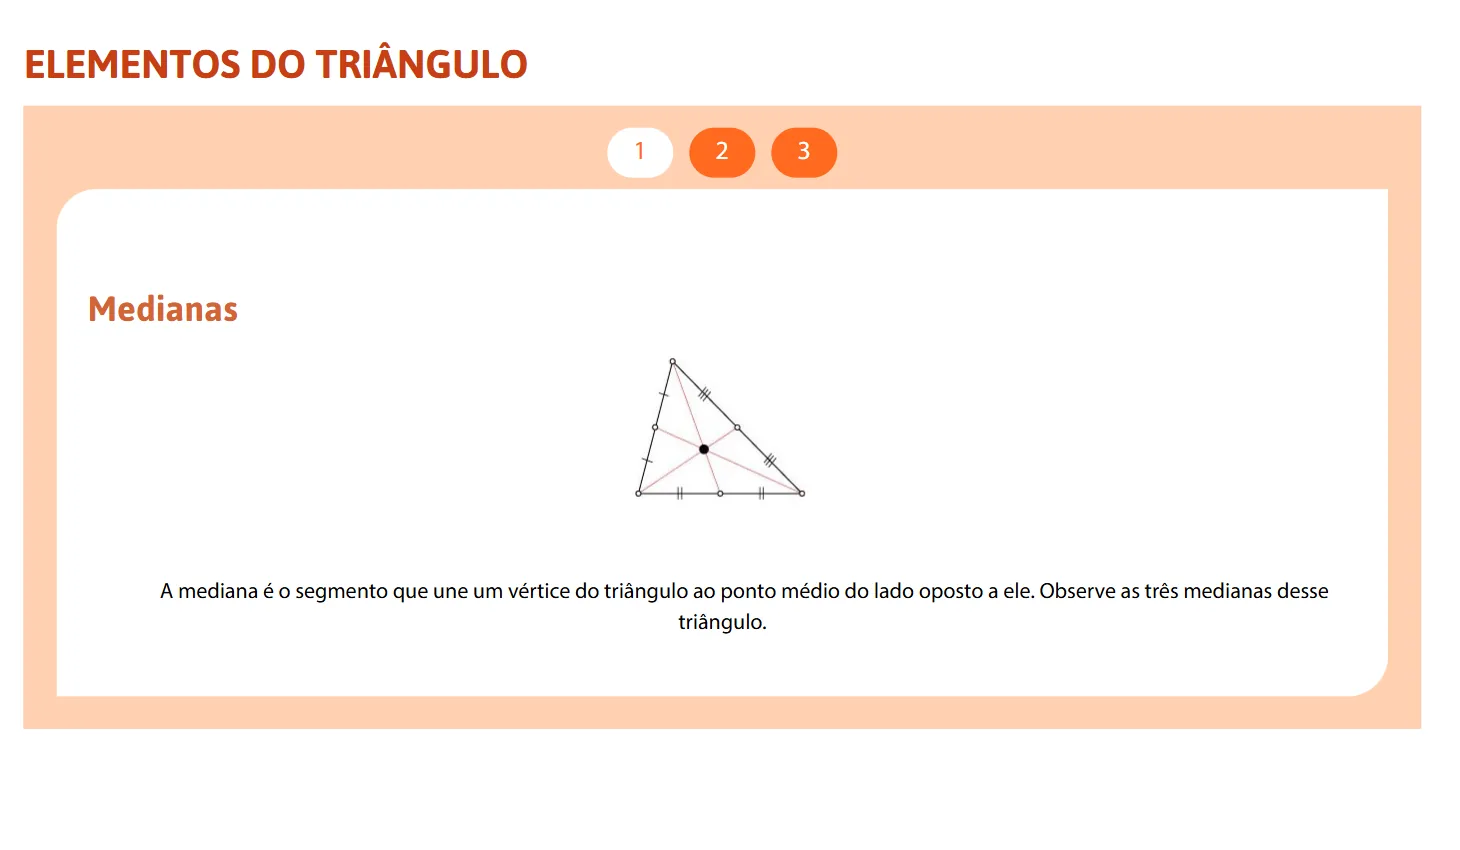 ELEMENTOS DO TRIÂNGULO
1 2 3
Medianas
A mediana é o segmento que une um vértice do triângulo ao ponto médio do lado oposto a ele. Observe as três medianas desse
triângulo.